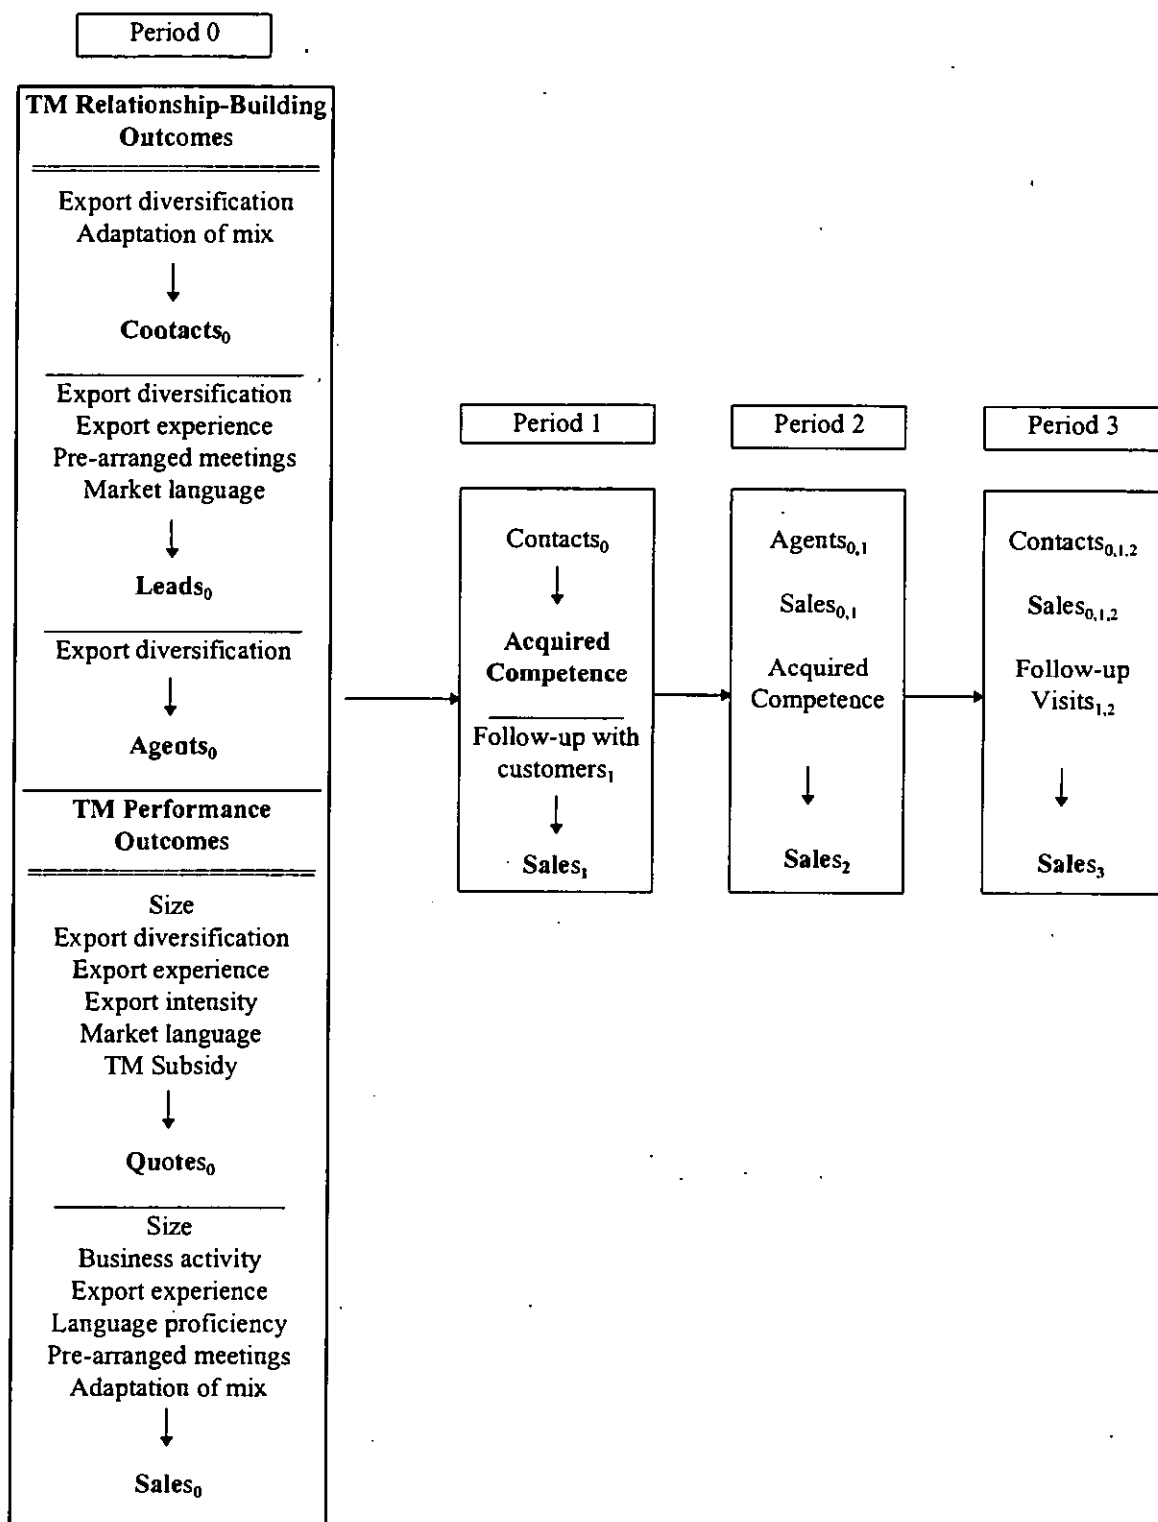 Period 0
TM Relationship-Building
Outcomes
Export diversification
Adaptation of mix
Cootacts₀
Export diversification
Export experience
Pre-arranged meetings
Market language
Leads₀
Export diversification
Ageots₀
TM Performance
Outcomes
Size
Export diversification
Export experience
Export intensity
Market language
TM Subsidy
Quotes₀
Size
Business activity
Export experience
Language proficiency
Pre-arranged meetings
Adaptation of mix
Sales₀
Period 1
Contacts₀
Acquired
Competence
Follow-up with
customers₁
Sales₁
Period 2
Agents₀,₁
Sales₀,₁
Acquired
Competence
Sales₂
Period 3
Contacts₀,₁,₂
Sales₀,₁,₂
Follow-up
Visits₁,₂
Sales₃